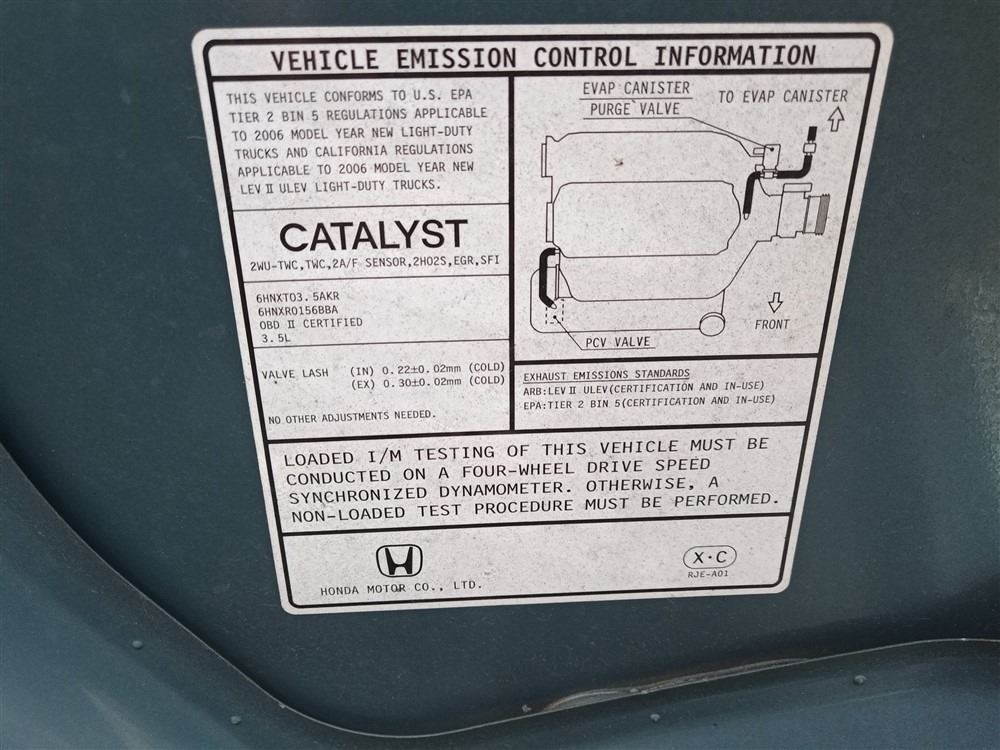 VEHICLE EMISSION CONTROL INFORMATION
THIS VEHICLE CONFORMS TO U.S. EPA
TIER 2 BIN 5 REGULATIONS APPLICABLE
TO 2006 MODEL YEAR NEW LIGHT-DUTY
TRUCKS AND CALIFORNIA REGULATIONS
APPLICABLE TO 2006 MODEL YEAR NEW
LEV II ULEV LIGHT-DUTY TRUCKS.
CATALYST
2WU-TWC,TWC,2A/F SENSOR,2HO2S,EGR,SFI
6HNXT03.5AKR
6HNXR0156BBA
OBD II CERTIFIED
3.5L
VALVE LASH (IN) 0.22±0.02mm (COLD)
(EX) 0.30±0.02mm (COLD)
NO OTHER ADJUSTMENTS NEEDED.
EVAP CANISTER
PURGE VALVE
TO EVAP CANISTER
FRONT
PCV VALVE
EXHAUST EMISSIONS STANDARDS
ARB:LEV II ULEV(CERTIFICATION AND IN-USE)
EPA:TIER 2 BIN 5(CERTIFICATION AND IN-USE)
LOADED I/M TESTING OF THIS VEHICLE MUST BE
CONDUCTED ON A FOUR-WHEEL DRIVE SPEED
SYNCHRONIZED DYNAMOMETER. OTHERWISE, A
NON-LOADED TEST PROCEDURE MUST BE PERFORMED.
HONDA MOTOR CO., LTD.
X·C
RJE-A01